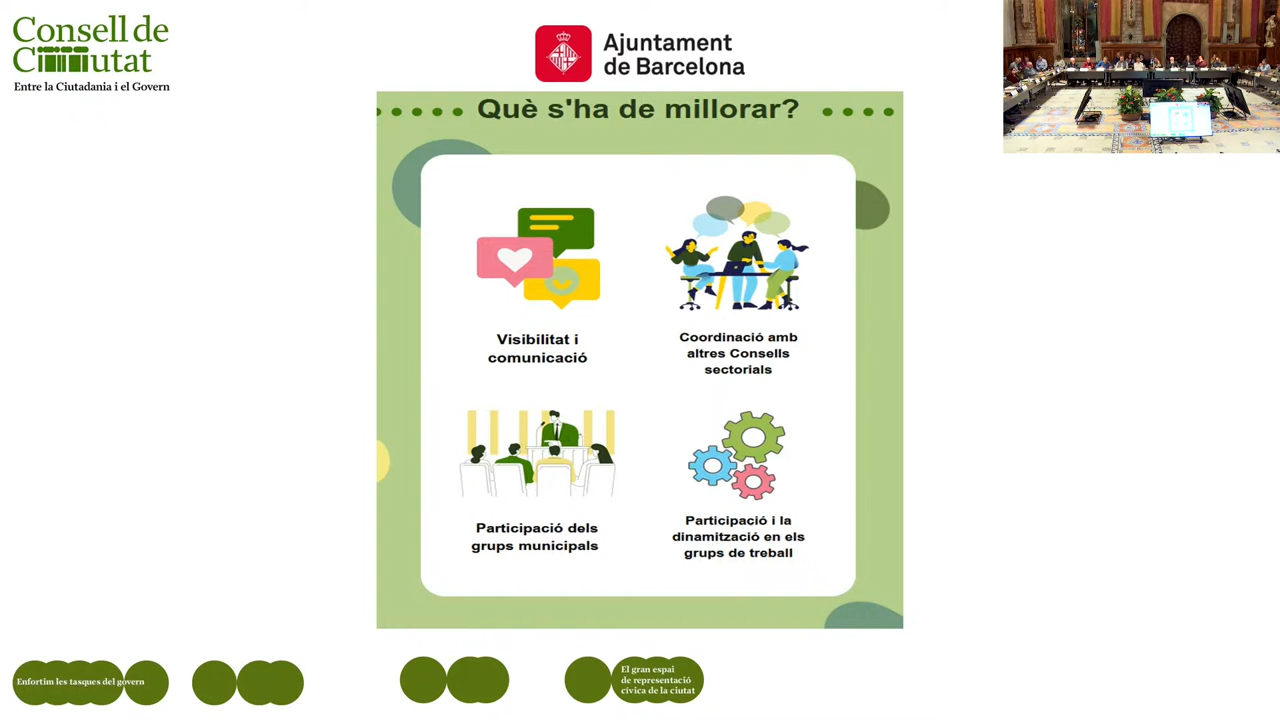 Consell de
Ciutat
Entre la Ciutadania i el Govern
Ajuntament
de Barcelona
Què s'ha de millorar?
Visibilitat i
comunicació
Coordinació amb
altres Consells
sectorials
Participació dels
grups municipals
Participació i la
dinamització en els
grups de treball
Enfortim les tasques del govern
El gran espai
de representació
cívica de la ciutat